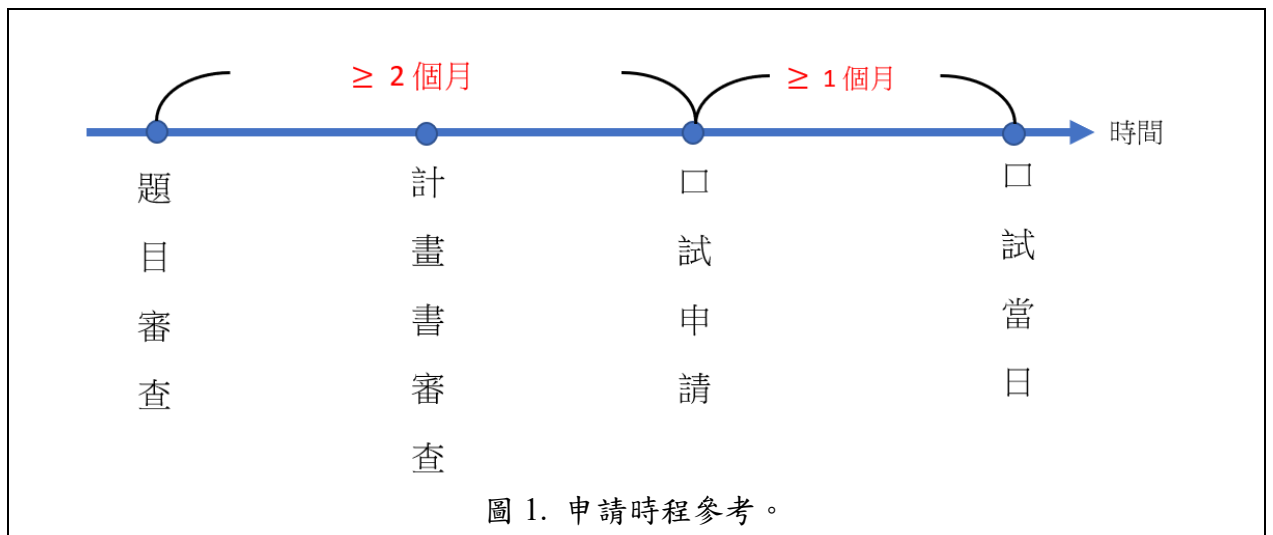 ≥ 2 個月
≥ 1 個月
時間
題目審查
計畫書審查
口試申請
口試當日
圖 1. 申請時程參考。